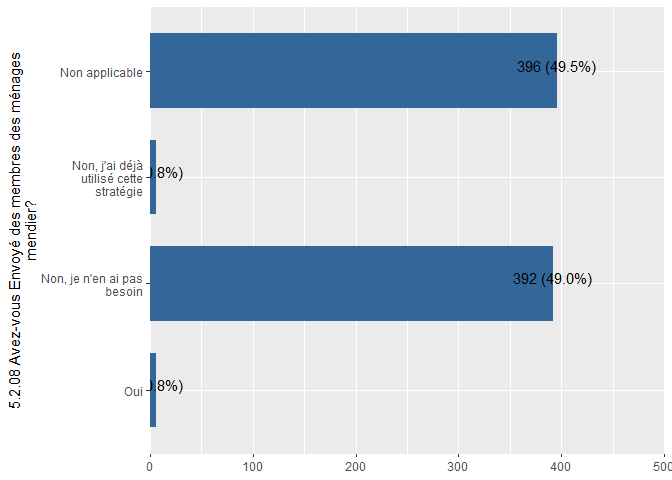 5.2.08 Avez-vous Envoyé des membres des ménages
mendier?
Non applicable
396 (49.5%)
Non, j'ai déjà
utilisé cette
stratégie
.8%)
Non, je n'en ai pas
besoin
392 (49.0%)
Oui
.8%)
0
100
200
300
400
500